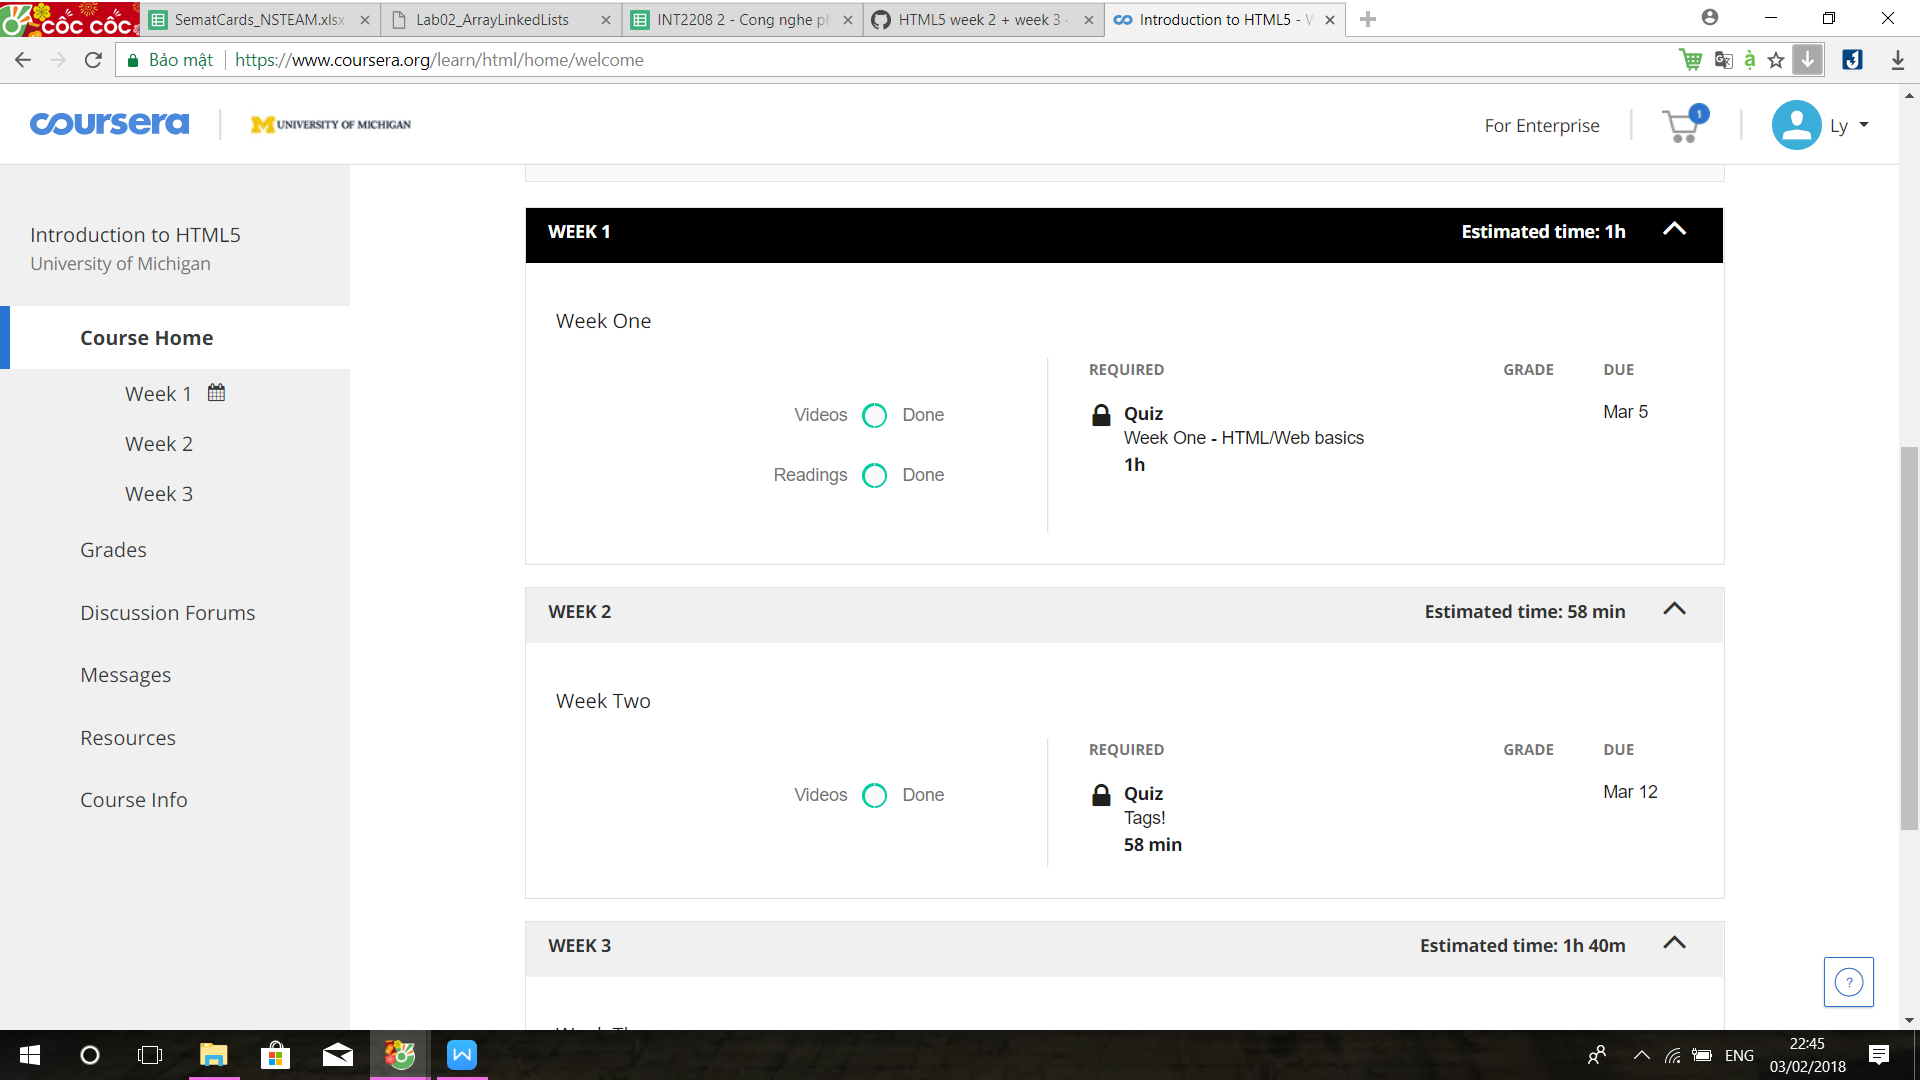 CỐC CỐC
SematCards_NSTEAM.xlsx
Lab02_ArrayLinkedLists
INT2208 2 - Cong nghe ph
HTML5 week 2 + week 3
Introduction to HTML5 - W
Bảo mật
https://www.coursera.org/learn/html/home/welcome
coursera
UNIVERSITY OF MICHIGAN
For Enterprise
1
Ly
Introduction to HTML5
University of Michigan
Course Home
Week 1
Week 2
Week 3
Grades
Discussion Forums
Messages
Resources
Course Info
WEEK 1
Estimated time: 1h
Week One
Videos
Done
Readings
Done
REQUIRED
GRADE
DUE
Quiz
Mar 5
Week One - HTML/Web basics
1h
WEEK 2
Estimated time: 58 min
Week Two
Videos
Done
REQUIRED
GRADE
DUE
Quiz
Mar 12
Tags!
58 min
WEEK 3
Estimated time: 1h 40m
?
ENG
22:45
03/02/2018